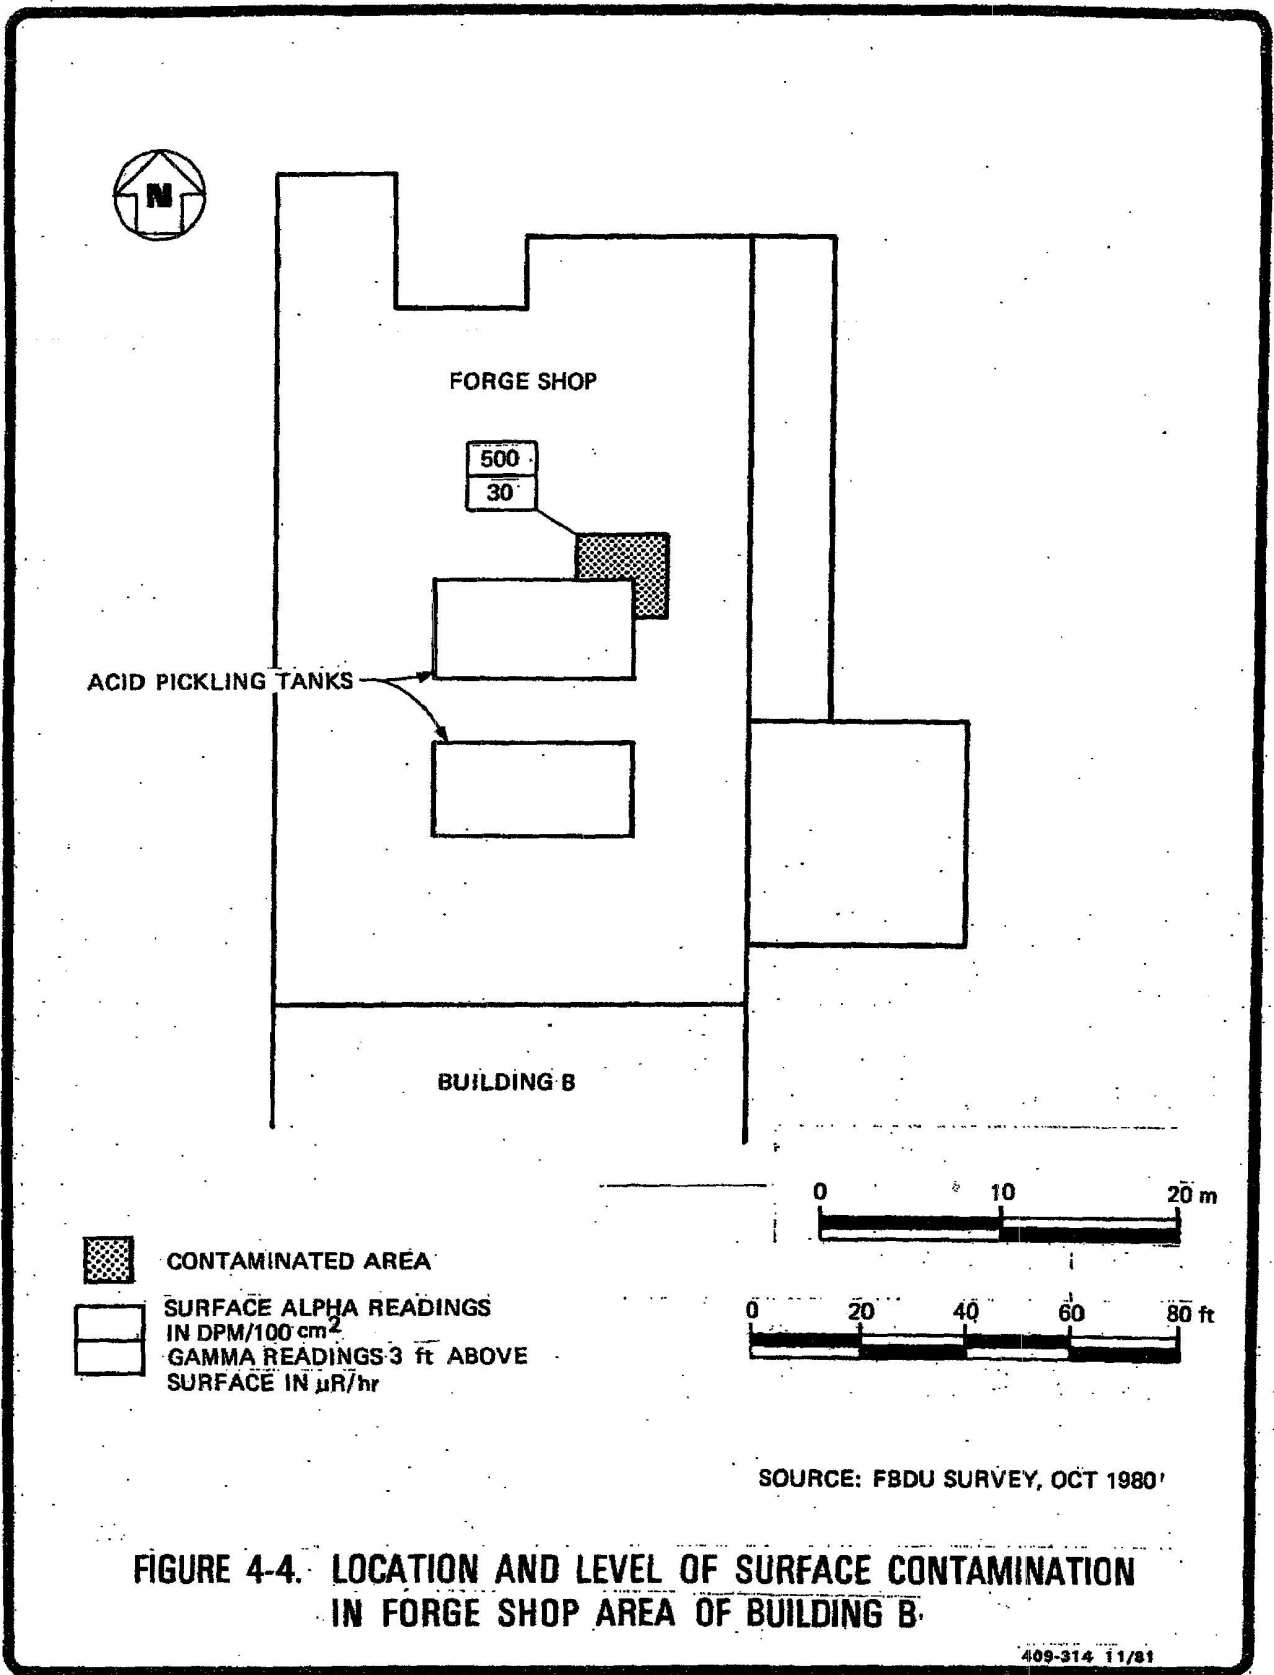 N
FORGE SHOP
500
30
ACID PICKLING TANKS
BUILDING B
0 10 20 m
CONTAMINATED AREA
SURFACE ALPHA READINGS
IN DPM/100 cm2
GAMMA READINGS 3 ft ABOVE
SURFACE IN µR/hr
0 20 40 60 80 ft
SOURCE: FBDU SURVEY, OCT 1980
FIGURE 4-4. LOCATION AND LEVEL OF SURFACE CONTAMINATION
IN FORGE SHOP AREA OF BUILDING B
409-314 11/81